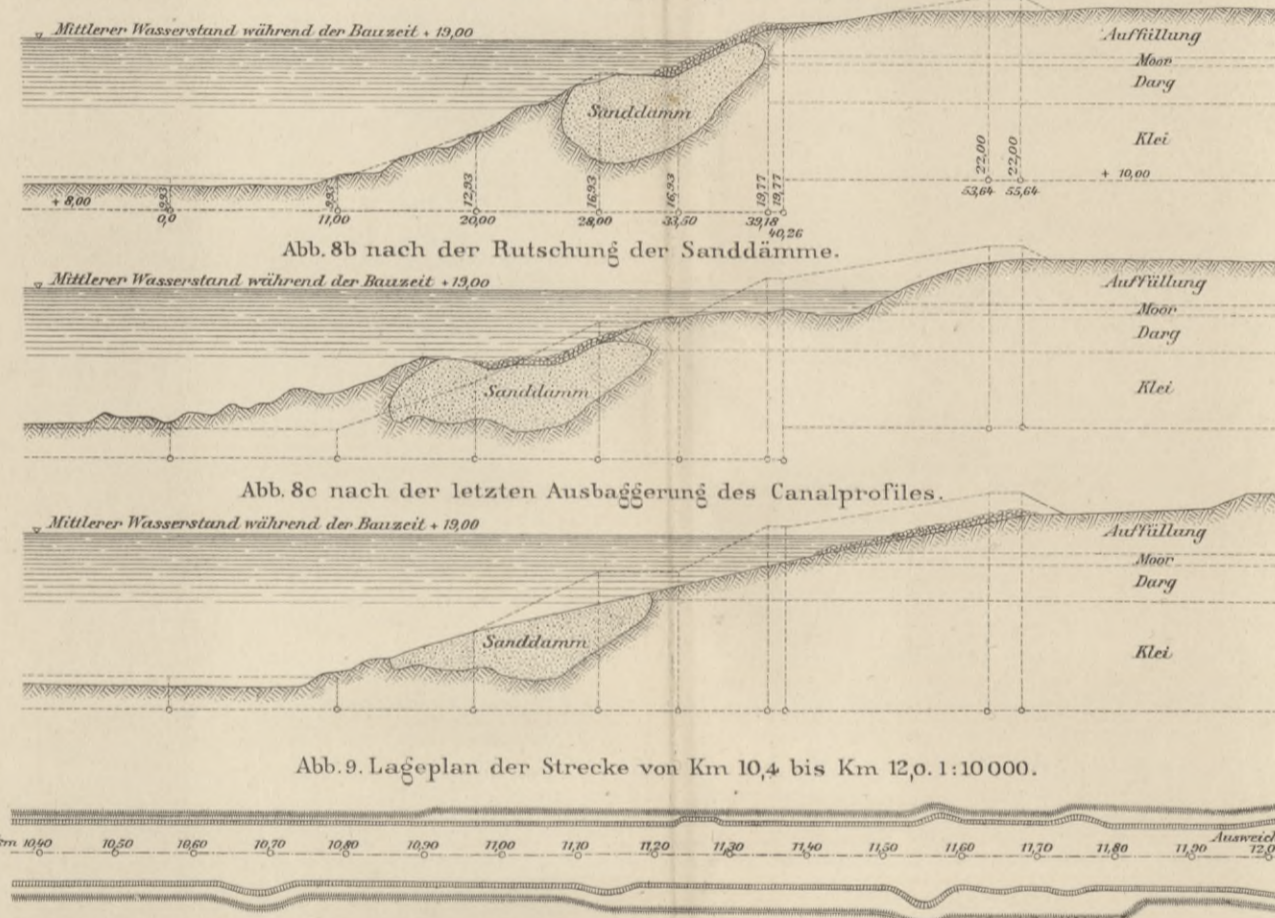 Mittlerer Wasserstand während der Bauzeit + 19,00
Auffüllung
Moor
Darg
Sanddamm
Klei
+ 10,00
+ 8,00
9,93
9,93
12,93
16,93
16,93
19,77
19,77
22,00
22,00
53,64
55,64
0,0
11,00
20,00
28,00
33,50
39,18
40,26
Abb. 8b nach der Rutschung der Sanddämme.
Mittlerer Wasserstand während der Bauzeit + 19,00
Auffüllung
Moor
Darg
Sanddamm
Klei
Abb. 8c nach der letzten Ausbaggerung des Canalprofiles.
Mittlerer Wasserstand während der Bauzeit + 19,00
Auffüllung
Moor
Darg
Sanddamm
Klei
Abb. 9. Lageplan der Strecke von Km 10,4 bis Km 12,0. 1:10 000.
Ausweich
10,40 10,50 10,60 10,70 10,80 10,90 11,00 11,10 11,20 11,30 11,40 11,50 11,60 11,70 11,80 11,90 12,0